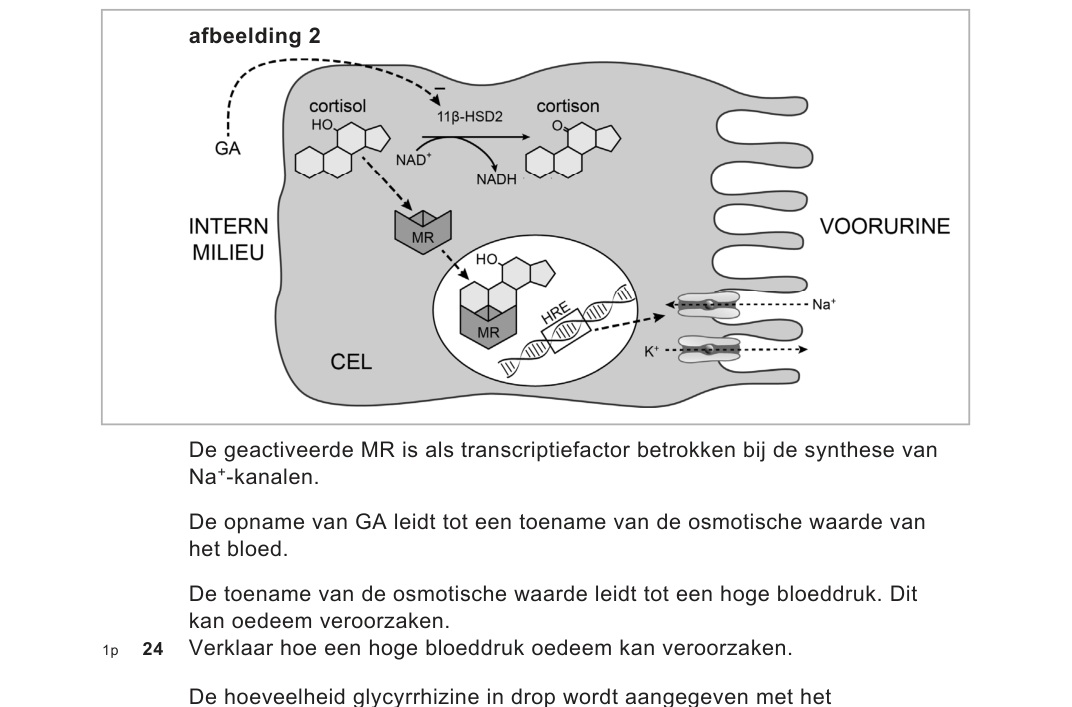 afbeelding 2
cortisol
HO
GA
–
11β-HSD2
NAD⁺
NADH
cortison
O
INTERN
MILIEU
MR
VOORURINE
HO
MR
HRE
Na⁺
K⁺
CEL
De geactiveerde MR is als transcriptiefactor betrokken bij de synthese van
Na⁺-kanalen.
De opname van GA leidt tot een toename van de osmotische waarde van
het bloed.
De toename van de osmotische waarde leidt tot een hoge bloeddruk. Dit
kan oedeem veroorzaken.
1p 24 Verklaar hoe een hoge bloeddruk oedeem kan veroorzaken.
De hoeveelheid glycyrrhizine in drop wordt aangegeven met het